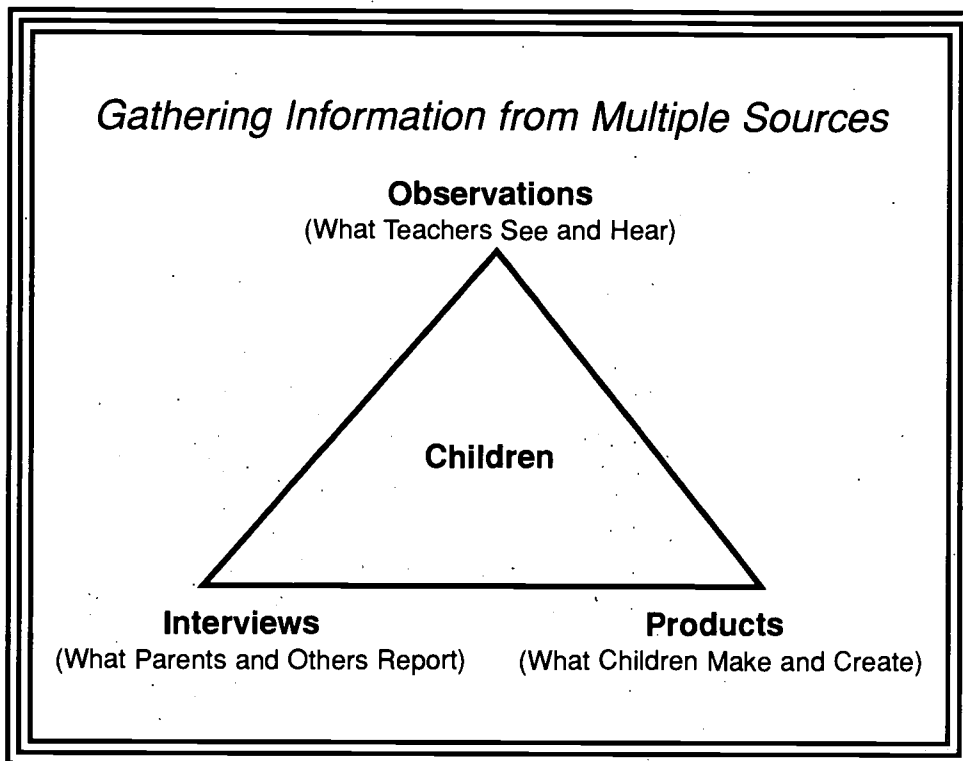 Gathering Information from Multiple Sources
Observations
(What Teachers See and Hear)
Children
Interviews
(What Parents and Others Report)
Products
(What Children Make and Create)